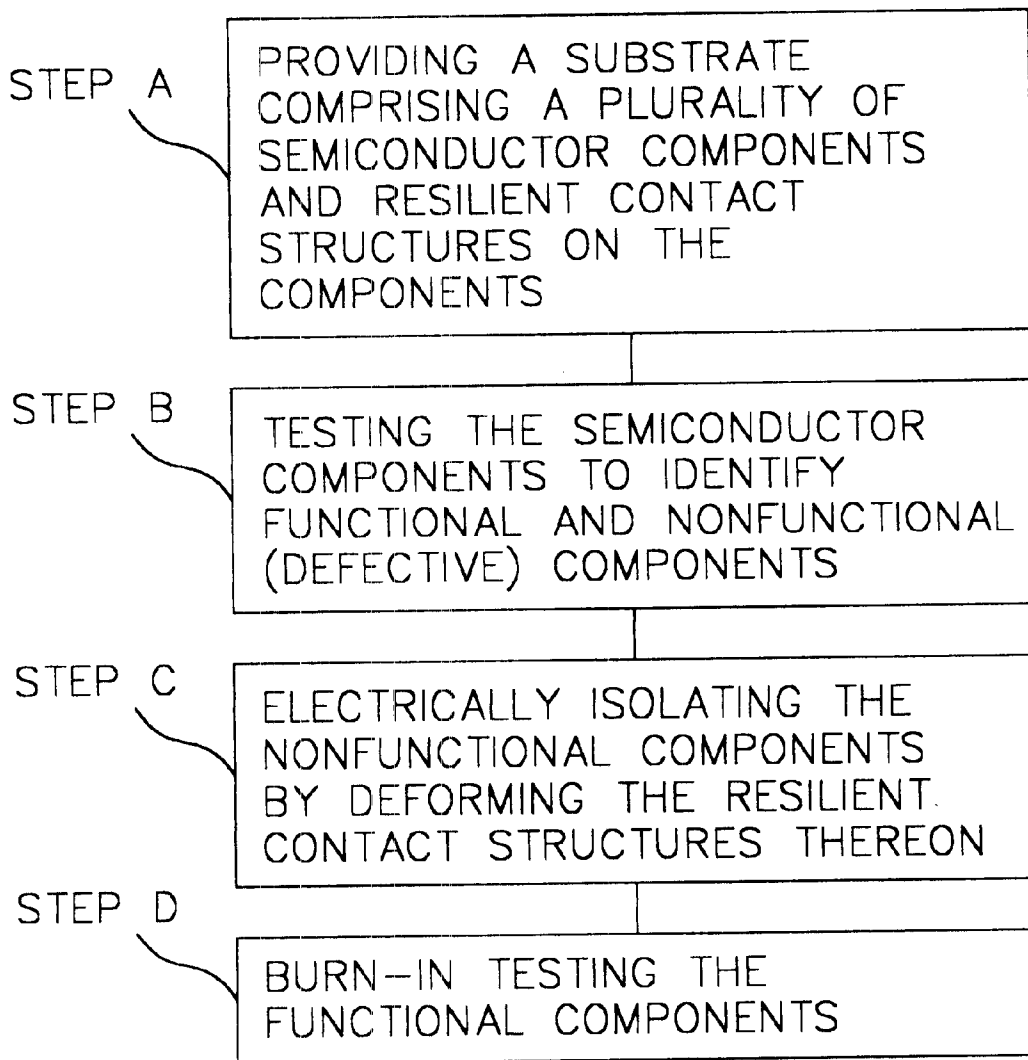 STEP A
PROVIDING A SUBSTRATE
COMPRISING A PLURALITY OF
SEMICONDUCTOR COMPONENTS
AND RESILIENT CONTACT
STRUCTURES ON THE
COMPONENTS
STEP B
TESTING THE SEMICONDUCTOR
COMPONENTS TO IDENTIFY
FUNCTIONAL AND NONFUNCTIONAL
(DEFECTIVE) COMPONENTS
STEP C
ELECTRICALLY ISOLATING THE
NONFUNCTIONAL COMPONENTS
BY DEFORMING THE RESILIENT
CONTACT STRUCTURES THEREON
STEP D
BURN-IN TESTING THE
FUNCTIONAL COMPONENTS